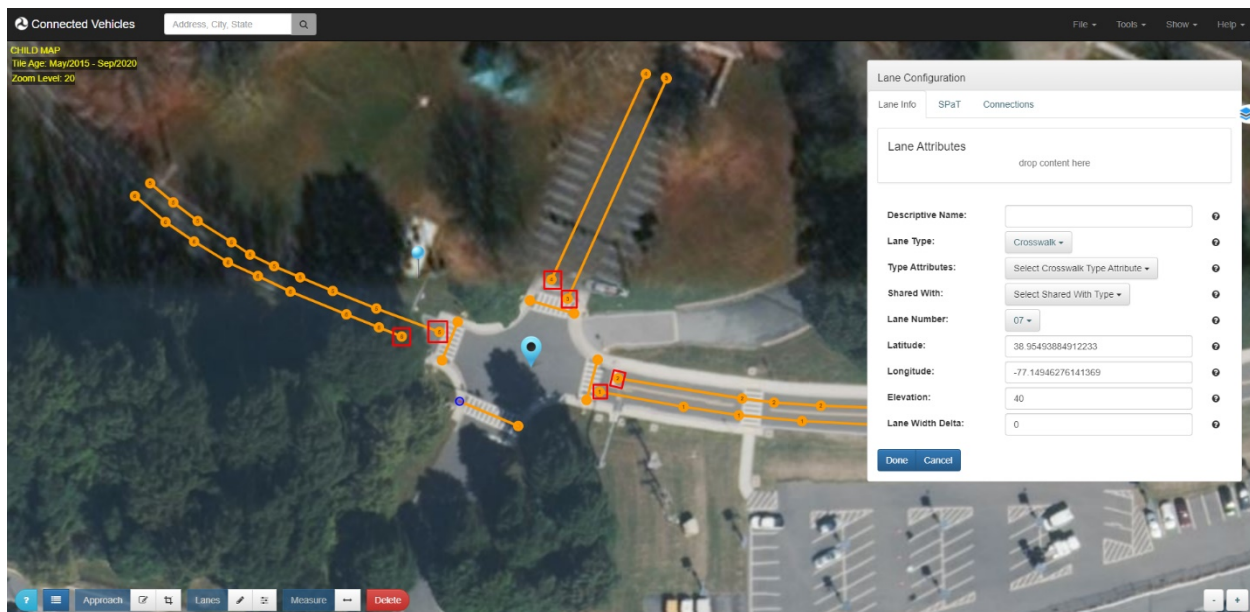 Connected Vehicles
Address, City, State
File
Tools
Show
Help
CHILD MAP
Tile Age: May/2015 - Sep/2020
Zoom Level: 20
Lane Configuration
Lane Info SPaT Connections
Lane Attributes
drop content here
Descriptive Name:
Lane Type: Crosswalk
Type Attributes: Select Crosswalk Type Attribute
Shared With: Select Shared With Type
Lane Number: 07
Latitude: 38.95493884912233
Longitude: -77.14946276141369
Elevation: 40
Lane Width Delta: 0
Done Cancel
? Approach Lanes Measure Delete - +